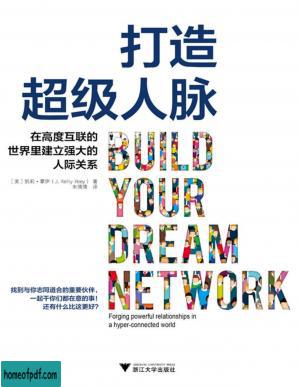 打造
超级人脉
在高度互联的
世界里建立强大的
人际关系
[美] 凯莉·霍伊 (J. Kelly Hoey) 著
BUILD
YOUR
DREAM
NETWORK
找到与你志同道合的重要伙伴,
一起干你们都在意的事!
还有什么比这更好?
Forging powerful relationships in
a hyper-connected world
浙江大学出版社
homeofpdf.com